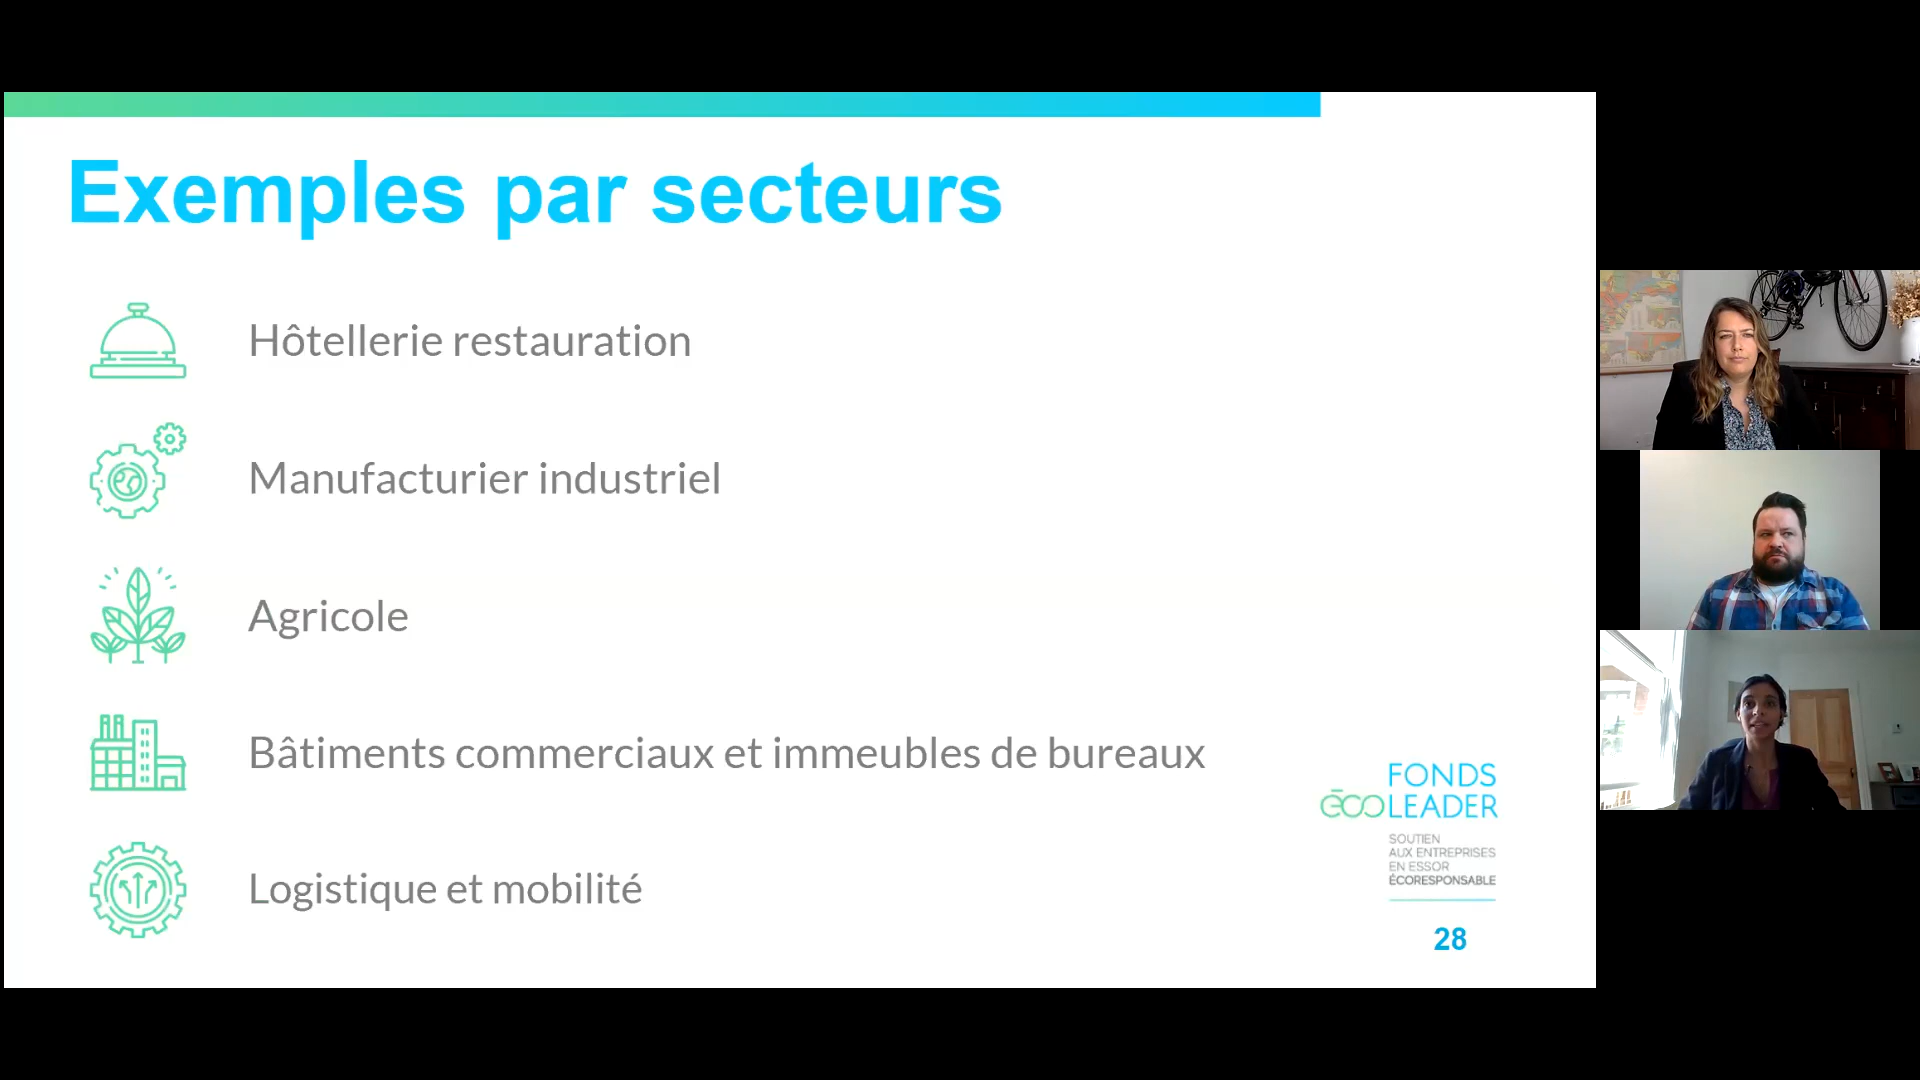 Exemples par secteurs
Hôtellerie restauration
Manufacturier industriel
Agricole
Bâtiments commerciaux et immeubles de bureaux
Logistique et mobilité
FONDS
ēcoLEADER
SOUTIEN
AUX ENTREPRISES
EN ESSOR
ÉCORESPONSABLE
28